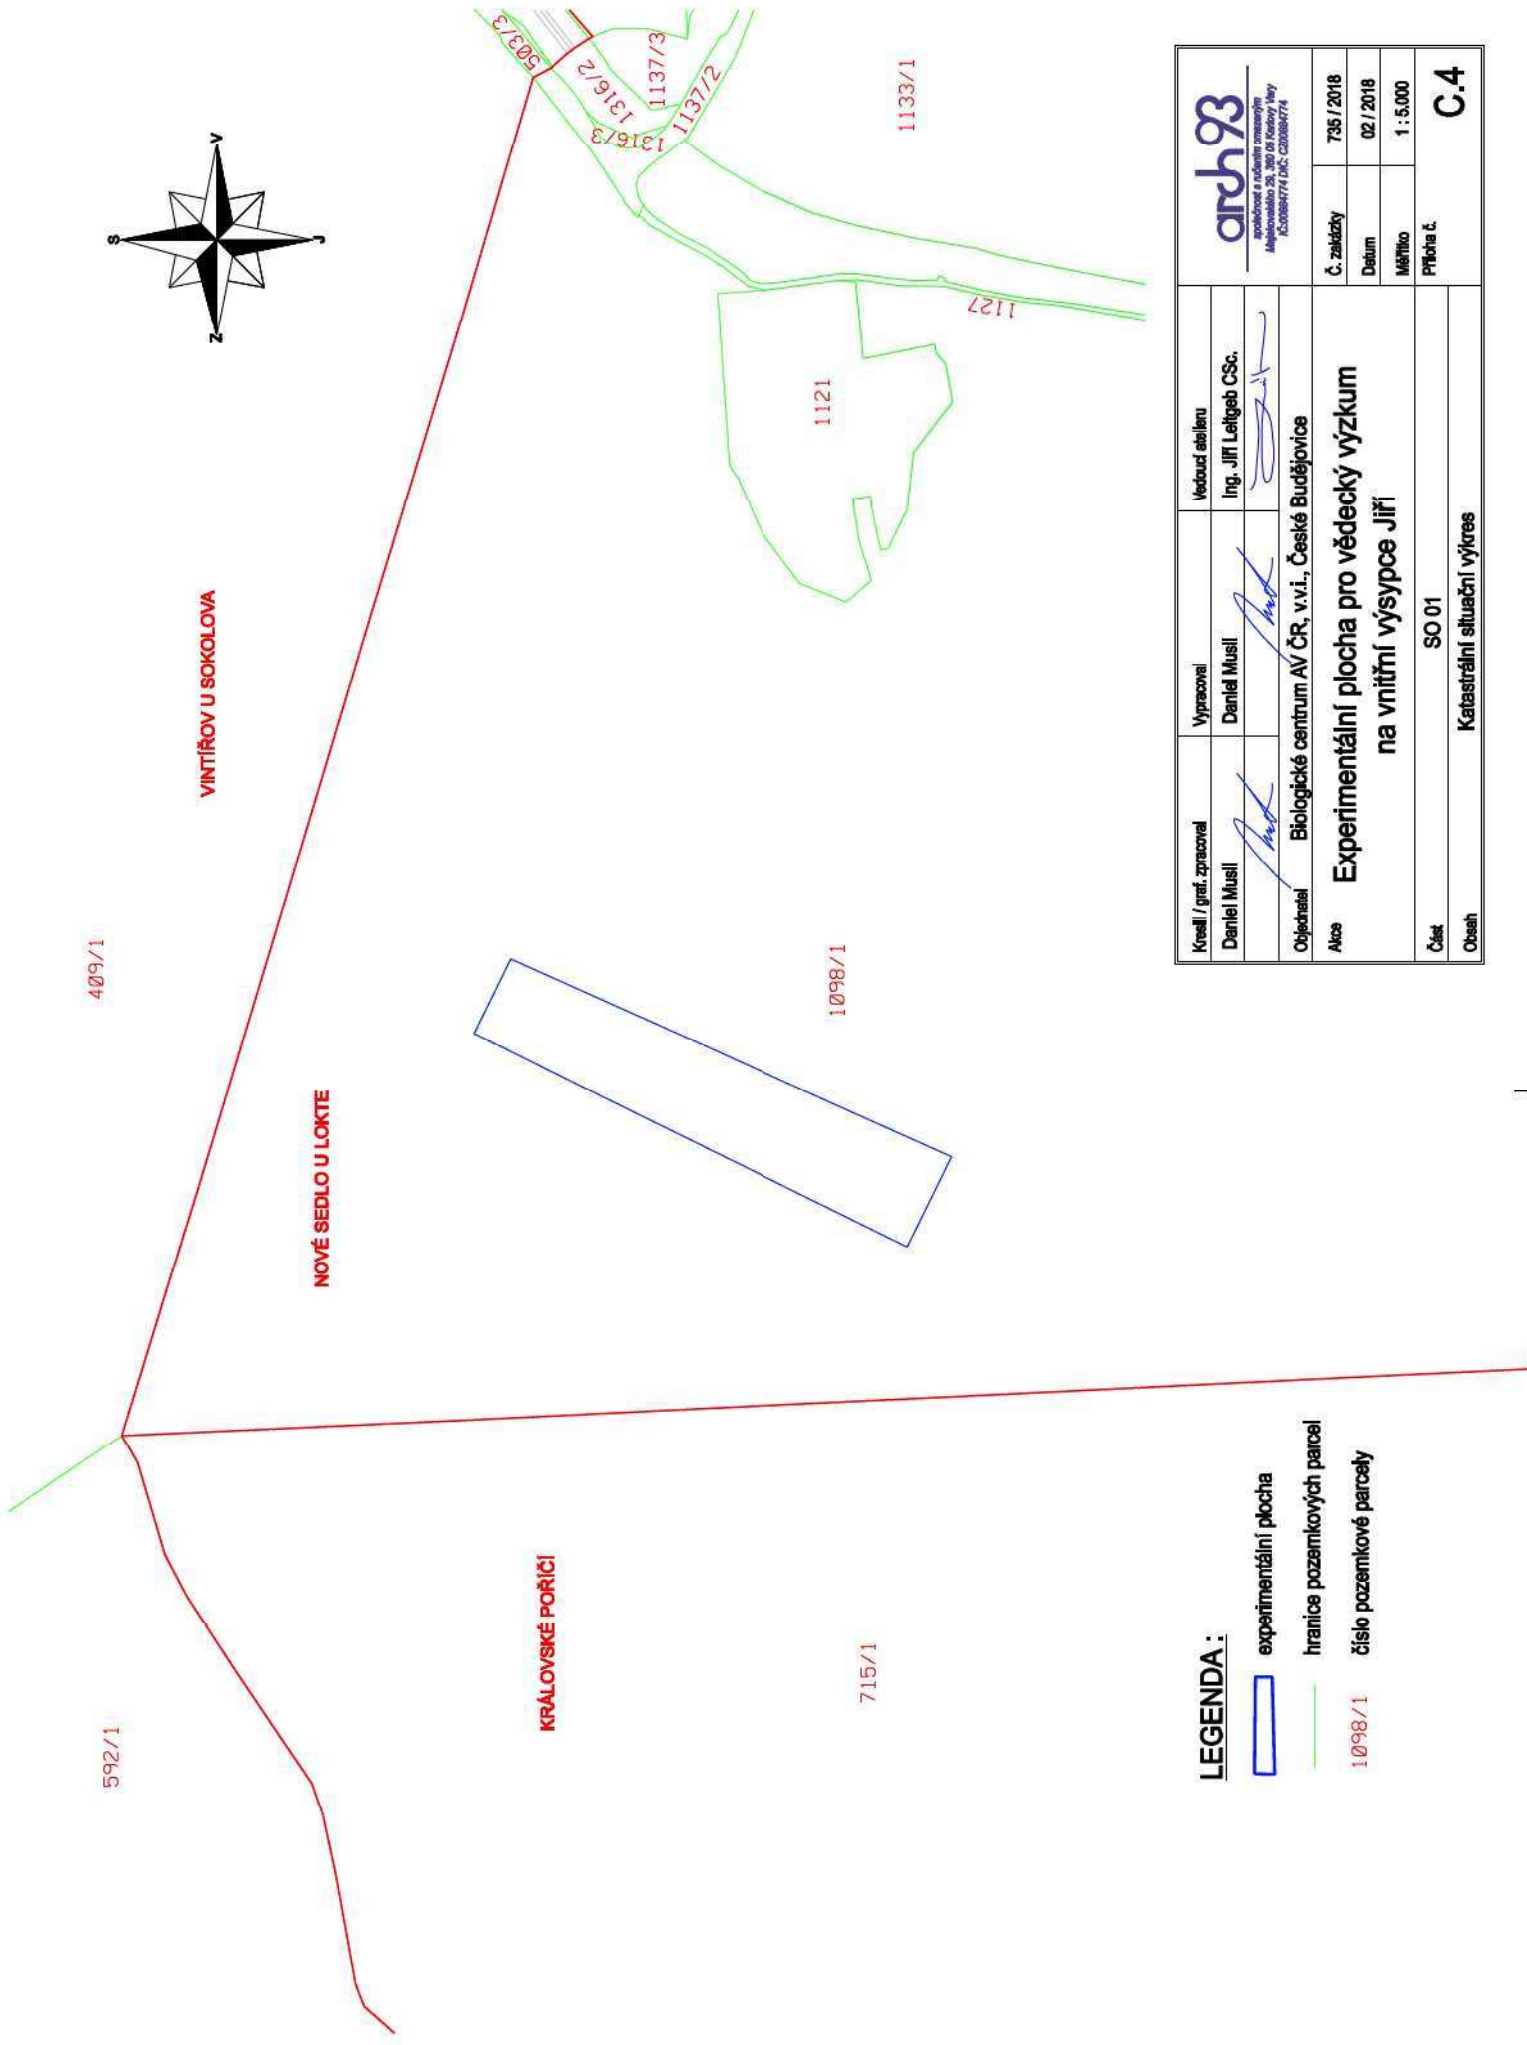 592/1
409/1
S
Z
V
J
VINTÍŘOV U SOKOLOVA
NOVÉ SEDLO U LOKTE
KRÁLOVSKÉ POŘÍČÍ
715/1
1098/1
1121
1127
503/3
1316/2
1316/3
1137/3
1137/2
1133/1
LEGENDA :
experimentální plocha
hranice pozemkových parcel
1098/1 číslo pozemkové parcely
Kreslil / graf. zpracoval
Vypracoval
Vedoucí atelieru
Daniel Musil
Daniel Musil
Ing. Jiří Leitgeb CSc.
arch93
společnost s ručením omezeným
Objednatel Biologické centrum AV ČR, v.v.i., České Budějovice
Akce Experimentální plocha pro vědecký výzkum
na vnitřní výsypce Jiří
Č. zakázky 735 / 2018
Datum 02 / 2018
Měřítko 1 : 5.000
Část SO 01
Příloha č. C.4
Obsah Katastrální situační výkres